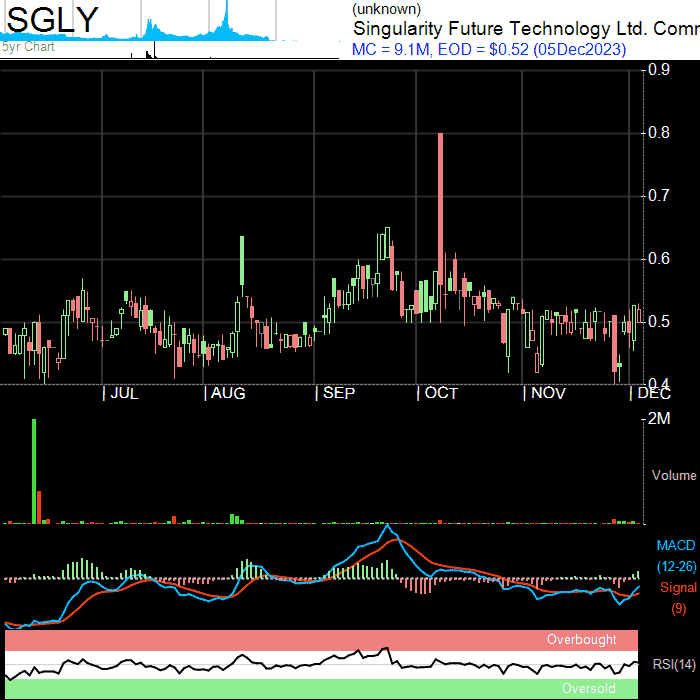 SGLY
5yr Chart
(unknown)
Singularity Future Technology Ltd. Comm
MC = 9.1M, EOD = $0.52 (05Dec2023)
0.9
0.8
0.7
0.6
0.5
0.4
JUL
AUG
SEP
OCT
NOV
DEC
2M
Volume
MACD
(12-26)
Signal
(9)
Overbought
RSI(14)
Oversold